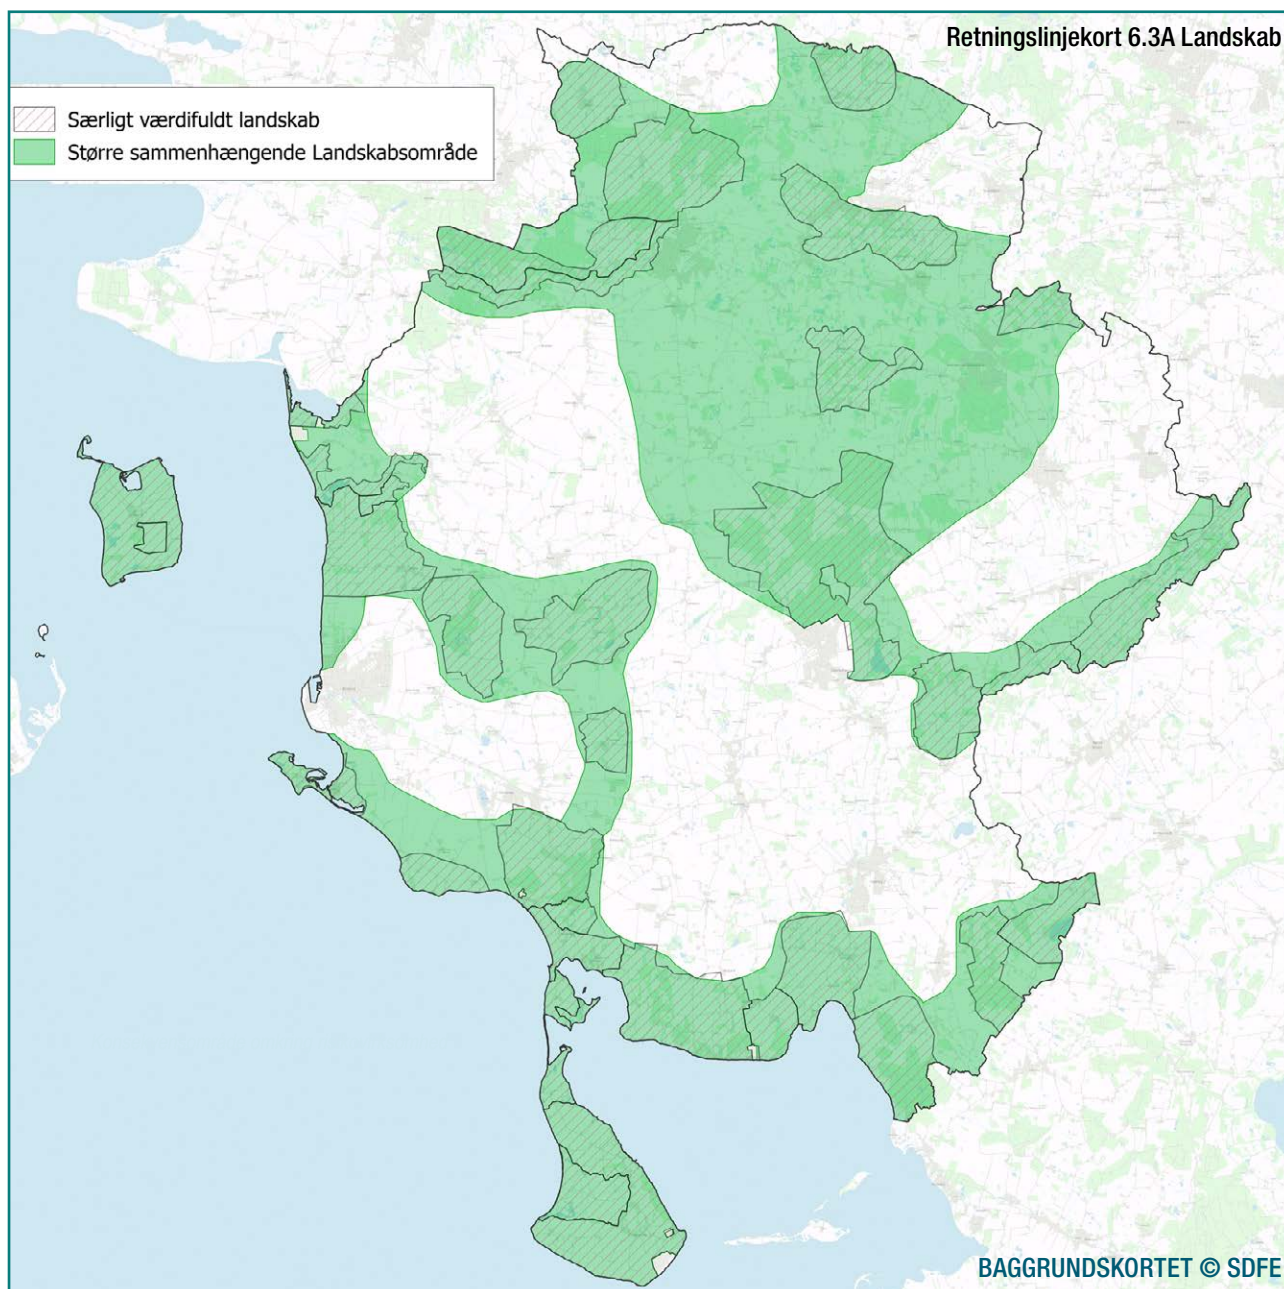 Retningslinjekort 6.3A Landskab
Særligt værdifuldt landskab
Større sammenhængende Landskabsområde
BAGGRUNDSKORTET © SDFE